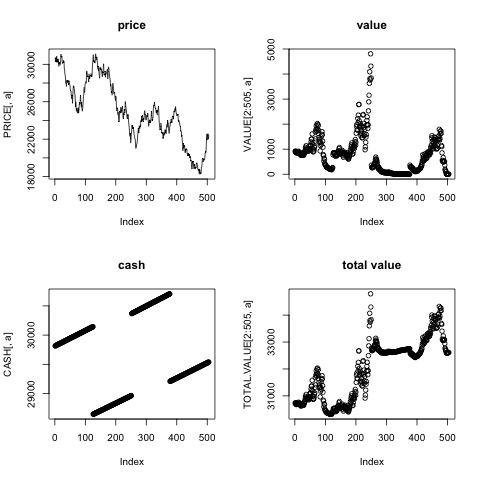 price
PRICE[, a]
18000 22000 26000 30000
0 100 200 300 400 500
Index
value
VALUE[2:505, a]
0 1000 3000 5000
0 100 200 300 400 500
Index
cash
CASH[, a]
29000 30000
0 100 200 300 400 500
Index
total value
TOTAL.VALUE[2:505, a]
31000 33000
0 100 200 300 400 500
Index